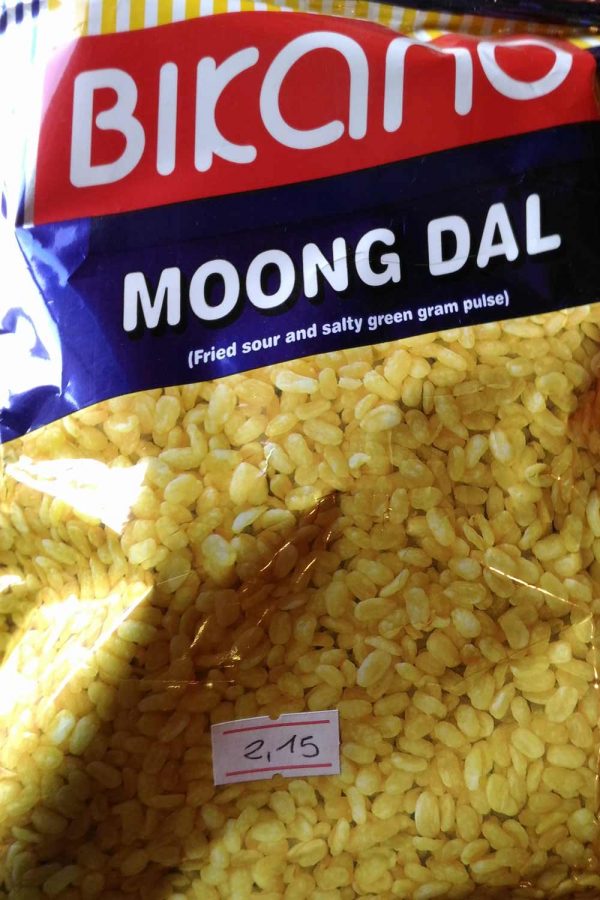 BIKANO
MOONG DAL
(Fried sour and salty green gram pulse)
2,15